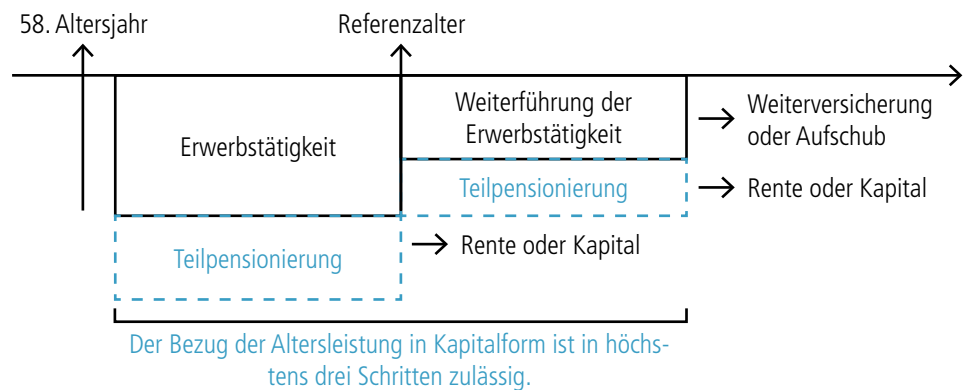 58. Altersjahr
Referenzalter
Erwerbstätigkeit
Weiterführung der
Erwerbstätigkeit
Weiterversicherung
oder Aufschub
Teilpensionierung
Rente oder Kapital
Teilpensionierung
Rente oder Kapital
Der Bezug der Altersleistung in Kapitalform ist in höchs-
tens drei Schritten zulässig.